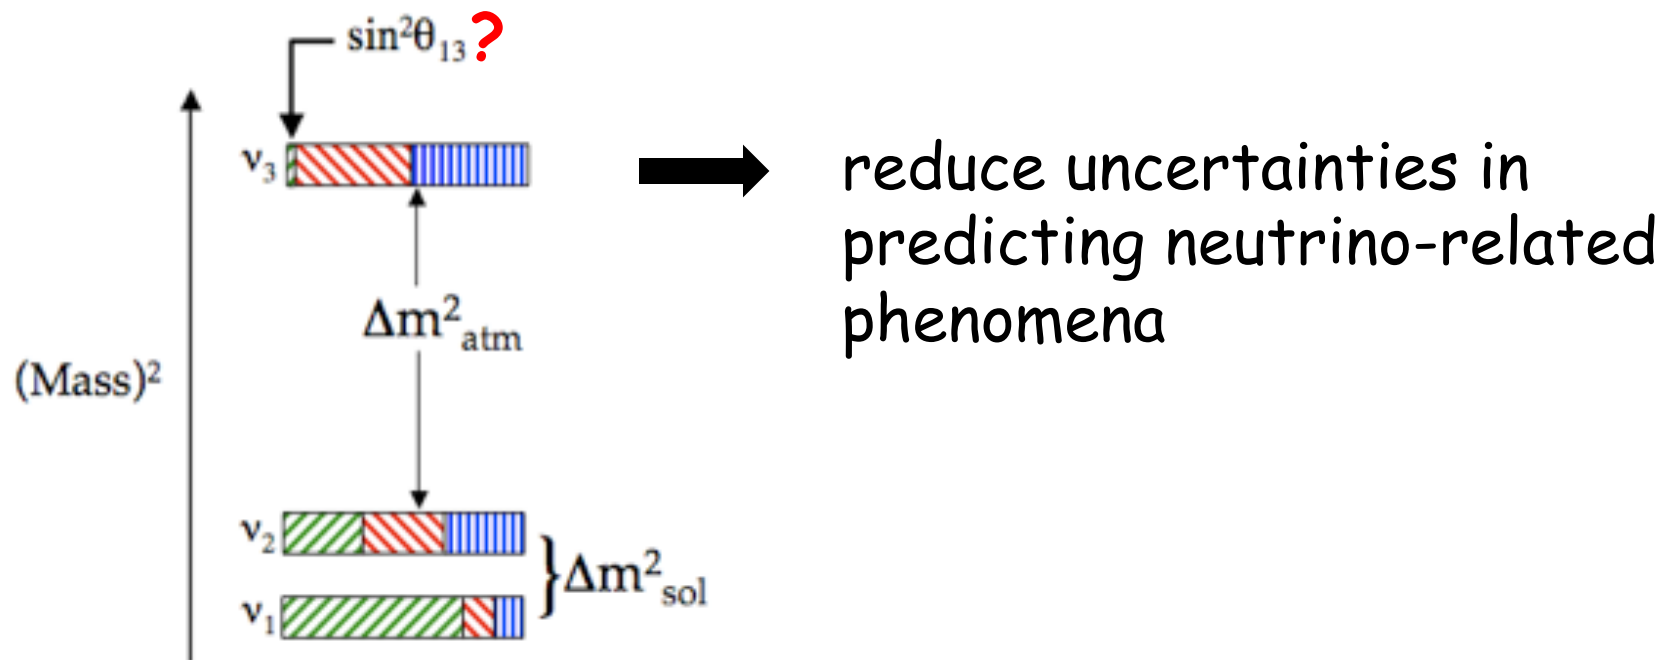 sin²θ₁₃?
ν₃
reduce uncertainties in
predicting neutrino-related
phenomena
Δm²atm
(Mass)²
ν₂
Δm²sol
ν₁